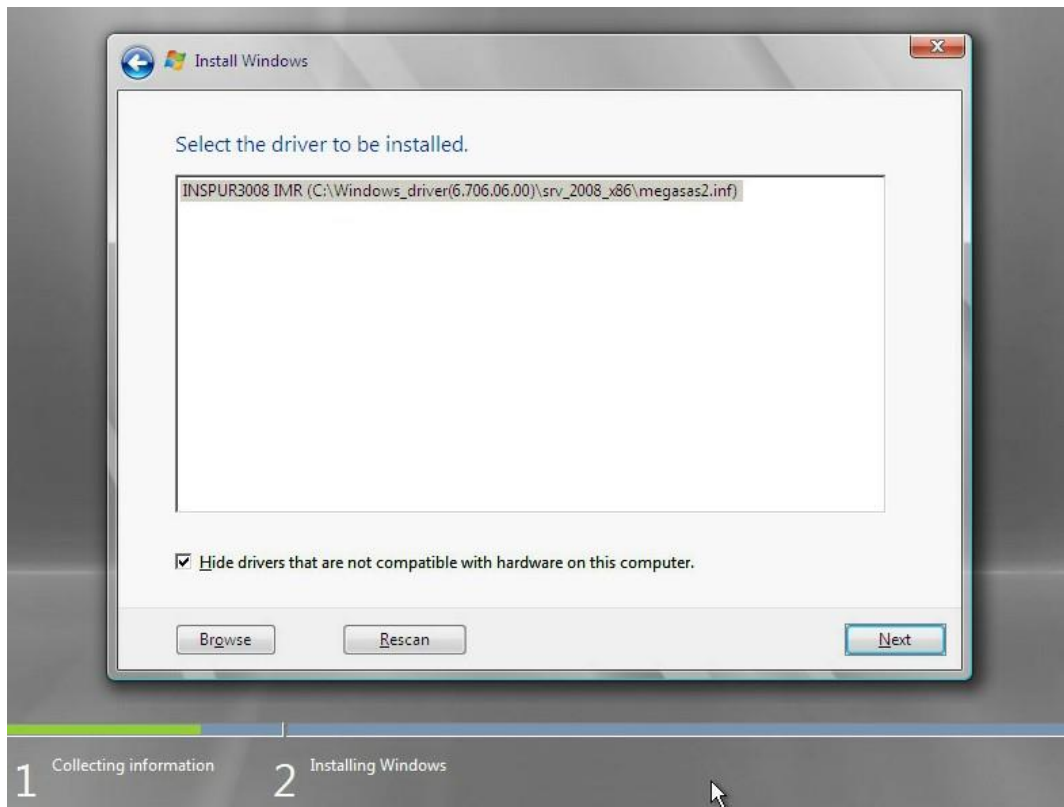 Install Windows
Select the driver to be installed.
INSPUR3008 IMR (C:\Windows_driver(6.706.06.00)\srv_2008_x86\megasas2.inf)
Hide drivers that are not compatible with hardware on this computer.
Browse Rescan Next
1 Collecting information 2 Installing Windows